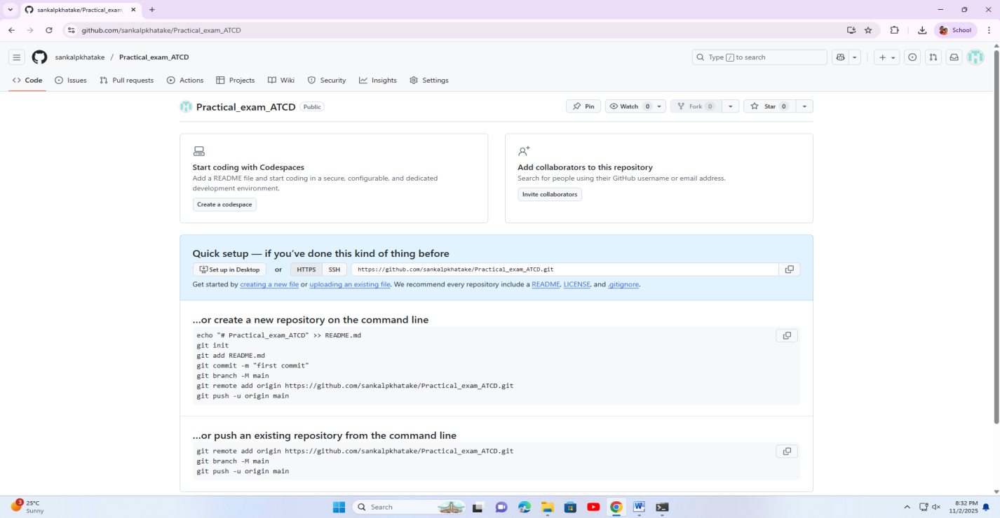 sankalpkhatake/Practical_exam_
github.com/sankalpkhatake/Practical_exam_ATCD
School
sankalpkhatake / Practical_exam_ATCD
Type / to search
Code Issues Pull requests Actions Projects Wiki Security Insights Settings
Practical_exam_ATCD Public
Pin Watch 0 Fork 0 Star 0
Start coding with Codespaces
Add a README file and start coding in a secure, configurable, and dedicated
development environment.
Create a codespace
Add collaborators to this repository
Search for people using their GitHub username or email address.
Invite collaborators
Quick setup — if you’ve done this kind of thing before
Set up in Desktop or HTTPS SSH https://github.com/sankalpkhatake/Practical_exam_ATCD.git
Get started by creating a new file or uploading an existing file. We recommend every repository include a README, LICENSE, and .gitignore.
…or create a new repository on the command line
echo "# Practical_exam_ATCD" >> README.md
git init
git add README.md
git commit -m "first commit"
git branch -M main
git remote add origin https://github.com/sankalpkhatake/Practical_exam_ATCD.git
git push -u origin main
…or push an existing repository from the command line
git remote add origin https://github.com/sankalpkhatake/Practical_exam_ATCD.git
git branch -M main
git push -u origin main
3
25°C
Sunny
Search
8:32 PM
11/2/2025